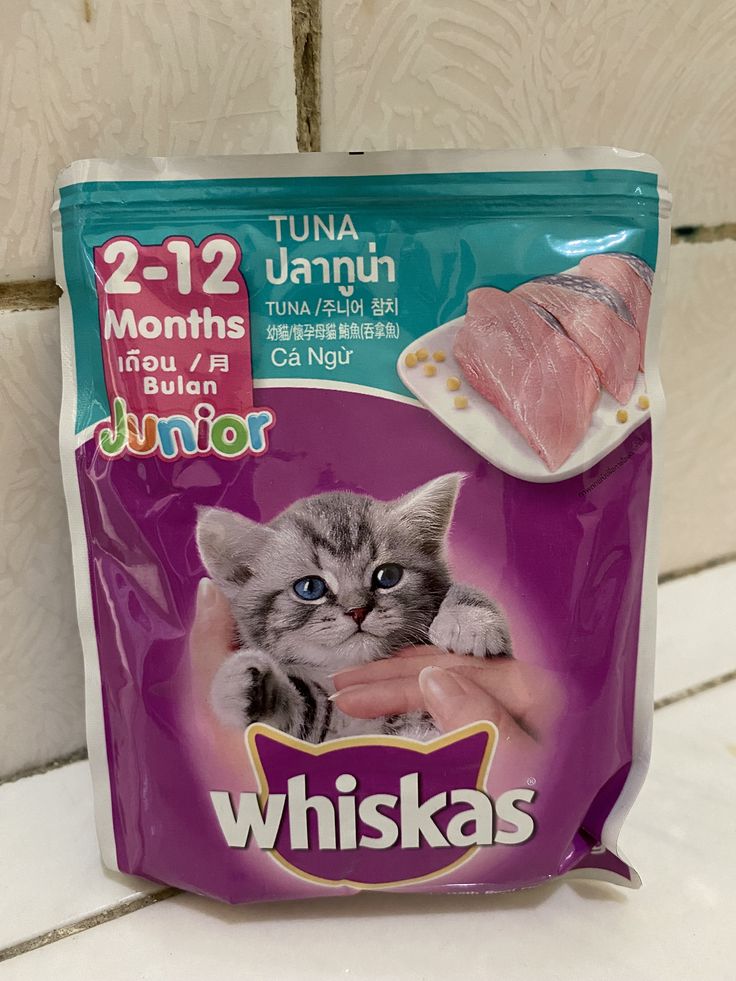 2-12
Months
เดือน / 月
Bulan
Junior
TUNA
ปลาทูน่า
TUNA /주니어 참치
幼貓/懷孕母貓 鮪魚(吞拿魚)
Cá Ngừ
whiskas®